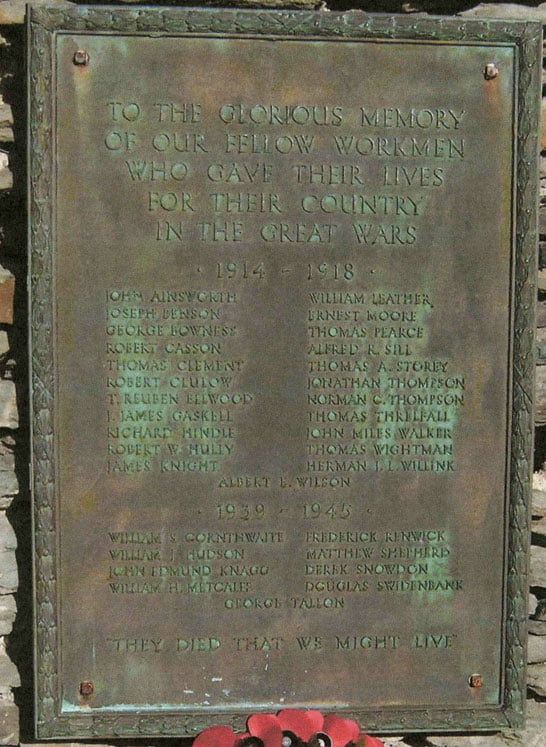 TO THE GLORIOUS MEMORY
OF OUR FELLOW WORKMEN
WHO GAVE THEIR LIVES
FOR THEIR COUNTRY
IN THE GREAT WARS
· 1914 - 1918 ·
JOHN AINSWORTH WILLIAM LEATHER
JOSEPH BENSON ERNEST MOORE
GEORGE BOWNESS THOMAS PEARCE
ROBERT CASSON ALFRED R. SILL
THOMAS CLEMENT THOMAS A. STOREY
ROBERT CLULOW JONATHAN THOMPSON
T. REUBEN ELLWOOD NORMAN C. THOMPSON
J. JAMES GASKELL THOMAS THRELFALL
RICHARD HINDLE JOHN MILES WALKER
ROBERT W. HULLY THOMAS WIGHTMAN
JAMES KNIGHT HERMAN J. L. WILLINK
ALBERT E. WILSON
· 1939 - 1945 ·
WILLIAM S. CORNTHWAITE FREDERICK RENWICK
WILLIAM J. HUDSON MATTHEW SHEPHERD
JOHN EDMUND KNAGG DEREK SNOWDON
WILLIAM H. METCALFE DOUGLAS SWIDENBANK
GEORGE TALLON
"THEY DIED THAT WE MIGHT LIVE"